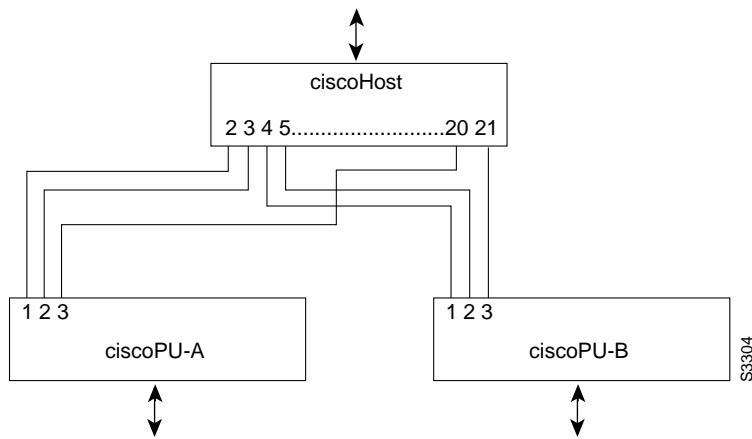 ciscoHost
2 3 4 5..........................20 21
1 2 3
ciscoPU-A
1 2 3
ciscoPU-B
S3304